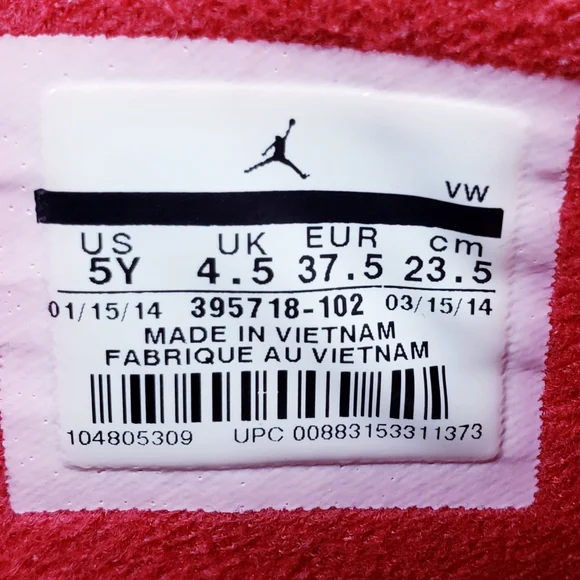 VW
US UK EUR cm
5Y 4.5 37.5 23.5
01/15/14 395718-102 03/15/14
MADE IN VIETNAM
FABRIQUE AU VIETNAM
104805309 UPC 00883153311373